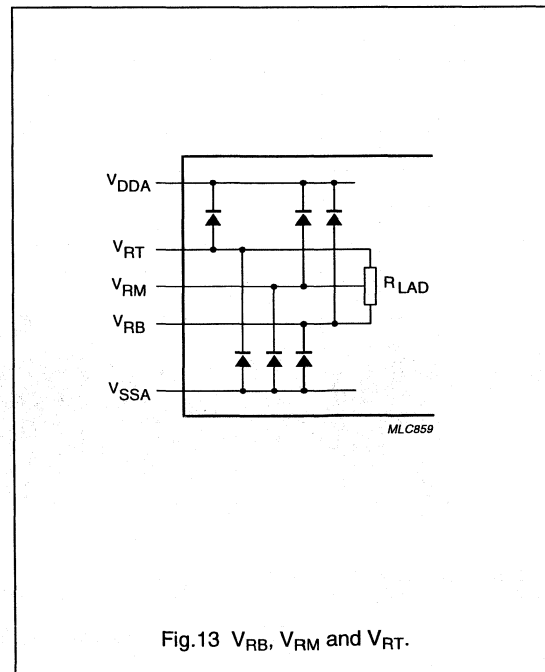 VDDA
VRT
VRM
RLAD
VRB
VSSA
MLC859
Fig.13 VRB, VRM and VRT.